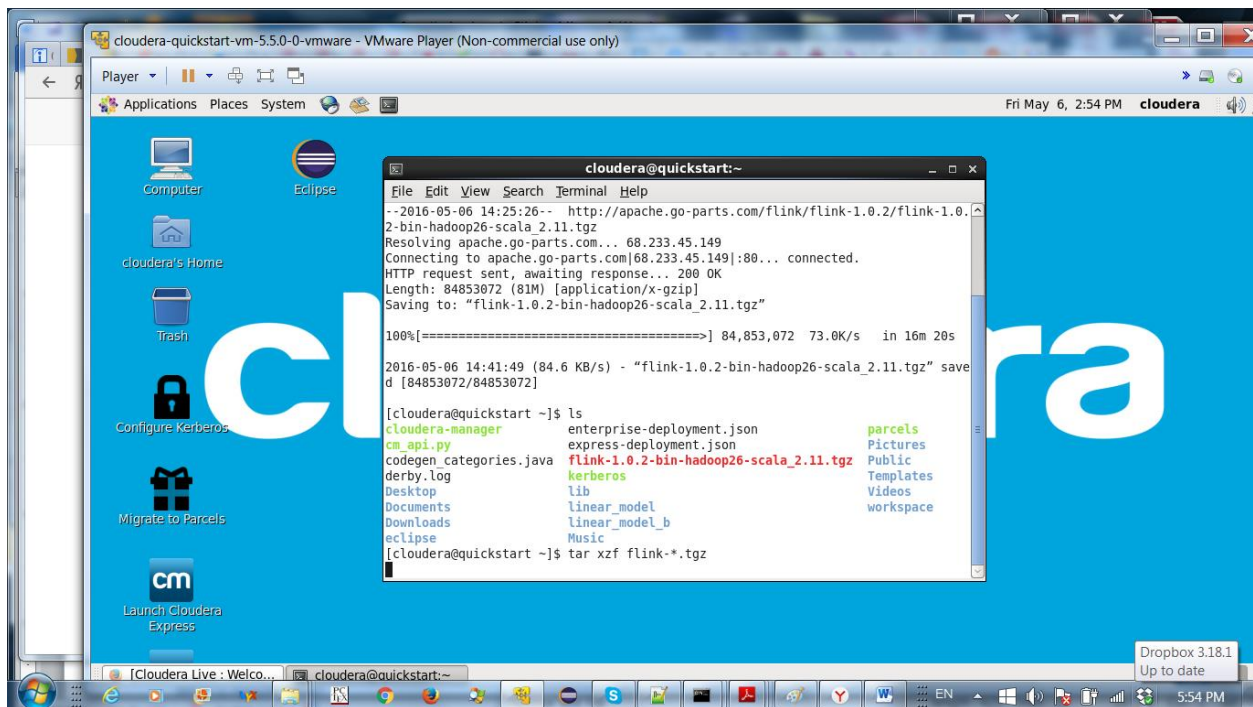 cloudera-quickstart-vm-5.5.0-0-vmware - VMware Player (Non-commercial use only)
Player
Applications Places System
Fri May 6, 2:54 PM cloudera
Computer
Eclipse
cloudera's Home
Trash
Configure Kerberos
Migrate to Parcels
cm
Launch Cloudera
Express
cloudera@quickstart:~
File Edit View Search Terminal Help
--2016-05-06 14:25:26-- http://apache.go-parts.com/flink/flink-1.0.2/flink-1.0.
2-bin-hadoop26-scala_2.11.tgz
Resolving apache.go-parts.com... 68.233.45.149
Connecting to apache.go-parts.com|68.233.45.149|:80... connected.
HTTP request sent, awaiting response... 200 OK
Length: 84853072 (81M) [application/x-gzip]
Saving to: “flink-1.0.2-bin-hadoop26-scala_2.11.tgz”
100%[======================================>] 84,853,072 73.0K/s in 16m 20s
2016-05-06 14:41:49 (84.6 KB/s) - “flink-1.0.2-bin-hadoop26-scala_2.11.tgz” save
d [84853072/84853072]
[cloudera@quickstart ~]$ ls
cloudera-manager enterprise-deployment.json parcels
cm_api.py express-deployment.json Pictures
codegen_categories.java flink-1.0.2-bin-hadoop26-scala_2.11.tgz Public
derby.log kerberos Templates
Desktop lib Videos
Documents linear_model workspace
Downloads linear_model_b
eclipse Music
[cloudera@quickstart ~]$ tar xzf flink-*.tgz
[Cloudera Live : Welco...
cloudera@quickstart:~
Dropbox 3.18.1
Up to date
EN
5:54 PM